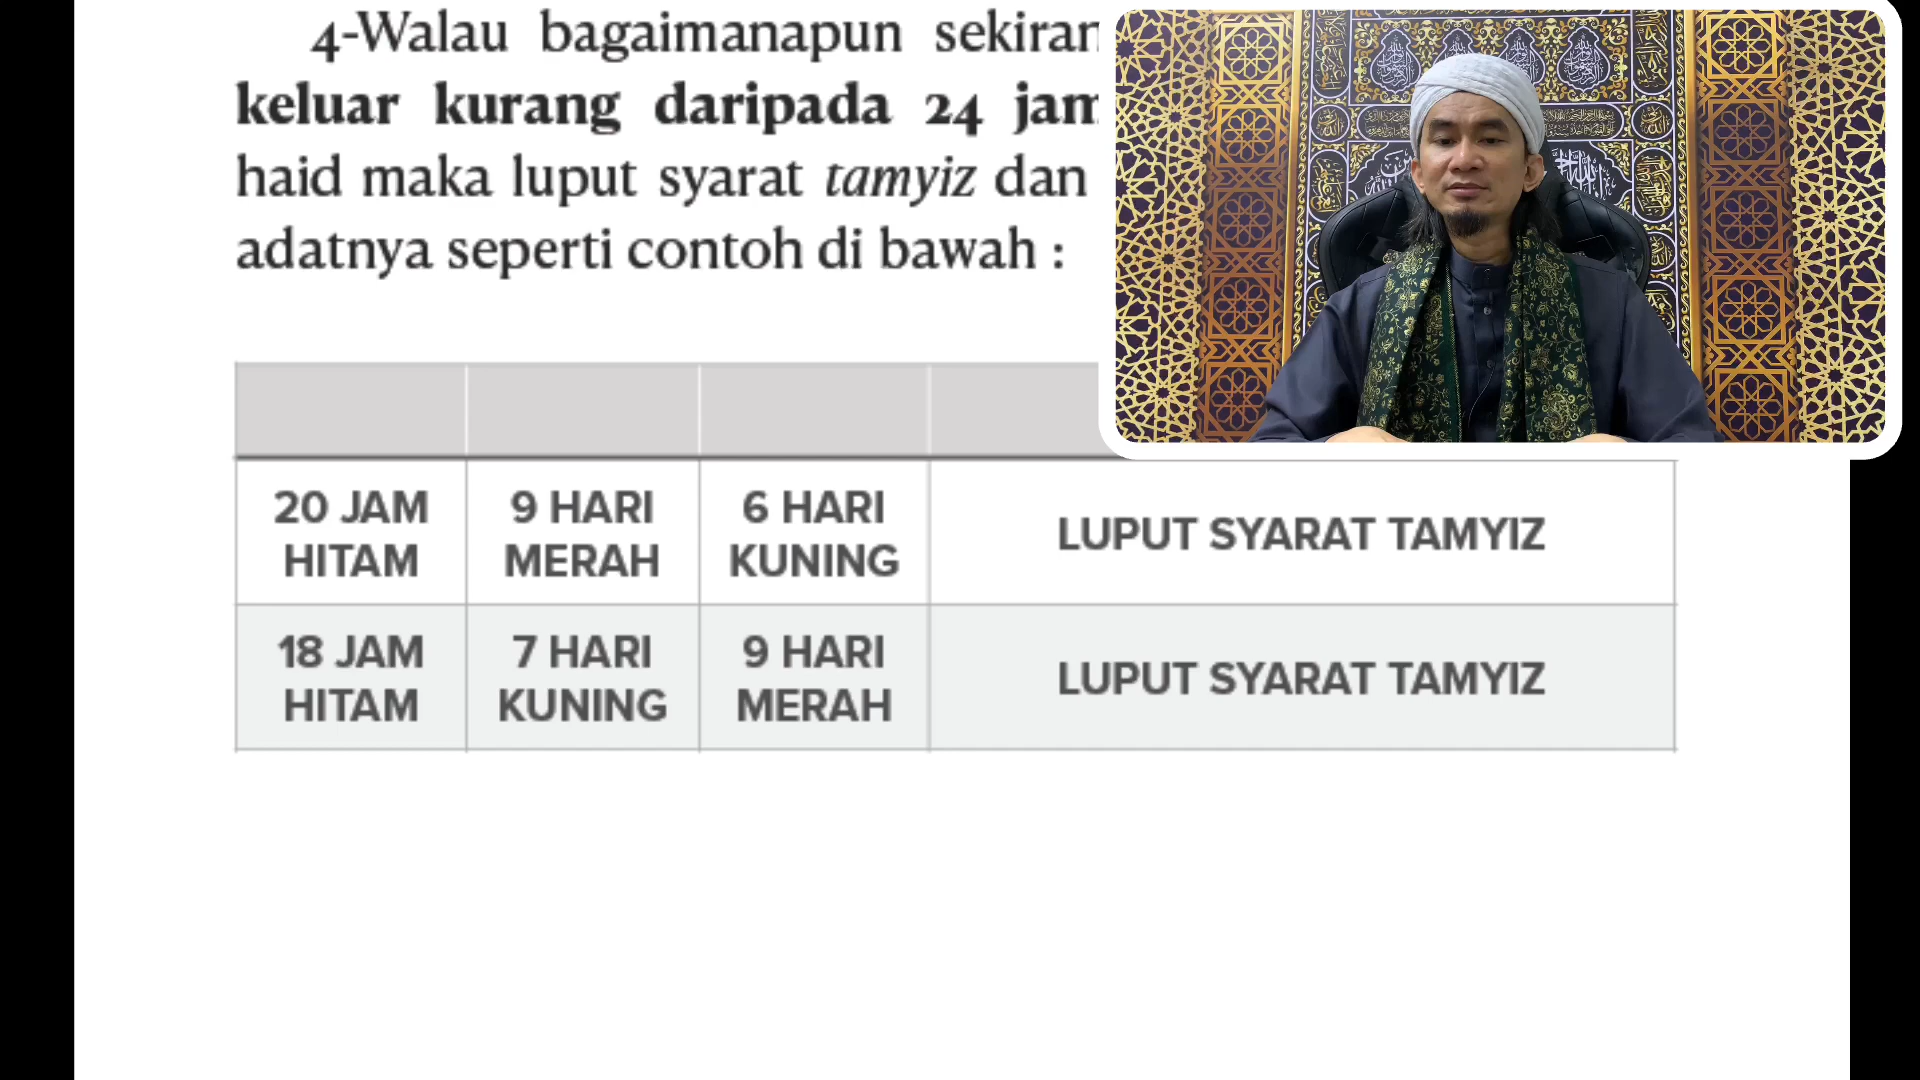 4-Walau bagaimanapun sekiran
keluar kurang daripada 24 jam
haid maka luput syarat tamyiz dan
adatnya seperti contoh di bawah :
20 JAM HITAM 9 HARI MERAH 6 HARI KUNING LUPUT SYARAT TAMYIZ
18 JAM HITAM 7 HARI KUNING 9 HARI MERAH LUPUT SYARAT TAMYIZ